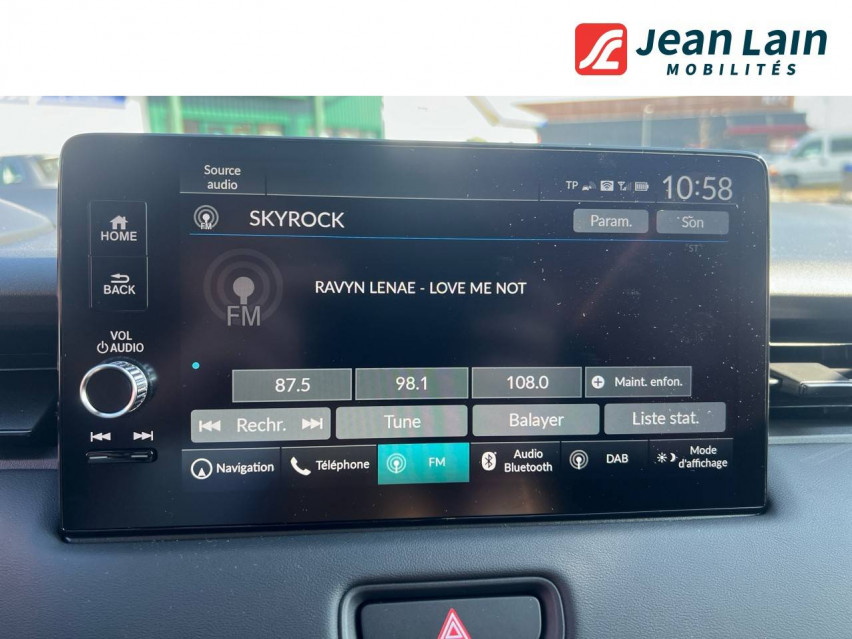 Jean Lain
MOBILITÉS
Source
audio
TP
10:58
HOME
FM
SKYROCK
Param.
Son
ST
BACK
FM
RAVYN LENAE - LOVE ME NOT
VOL
AUDIO
87.5
98.1
108.0
Maint. enfon.
Rechr.
Tune
Balayer
Liste stat.
Navigation
Téléphone
FM
Audio
Bluetooth
DAB
Mode
d'affichage